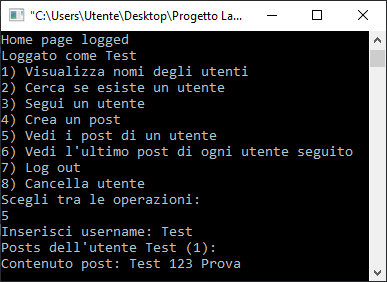 "C:\Users\Utente\Desktop\Progetto La...
Home page logged
Loggato come Test
1) Visualizza nomi degli utenti
2) Cerca se esiste un utente
3) Segui un utente
4) Crea un post
5) Vedi i post di un utente
6) Vedi l'ultimo post di ogni utente seguito
7) Log out
8) Cancella utente
Scegli tra le operazioni:
5
Inserisci username: Test
Posts dell'utente Test (1):
Contenuto post: Test 123 Prova